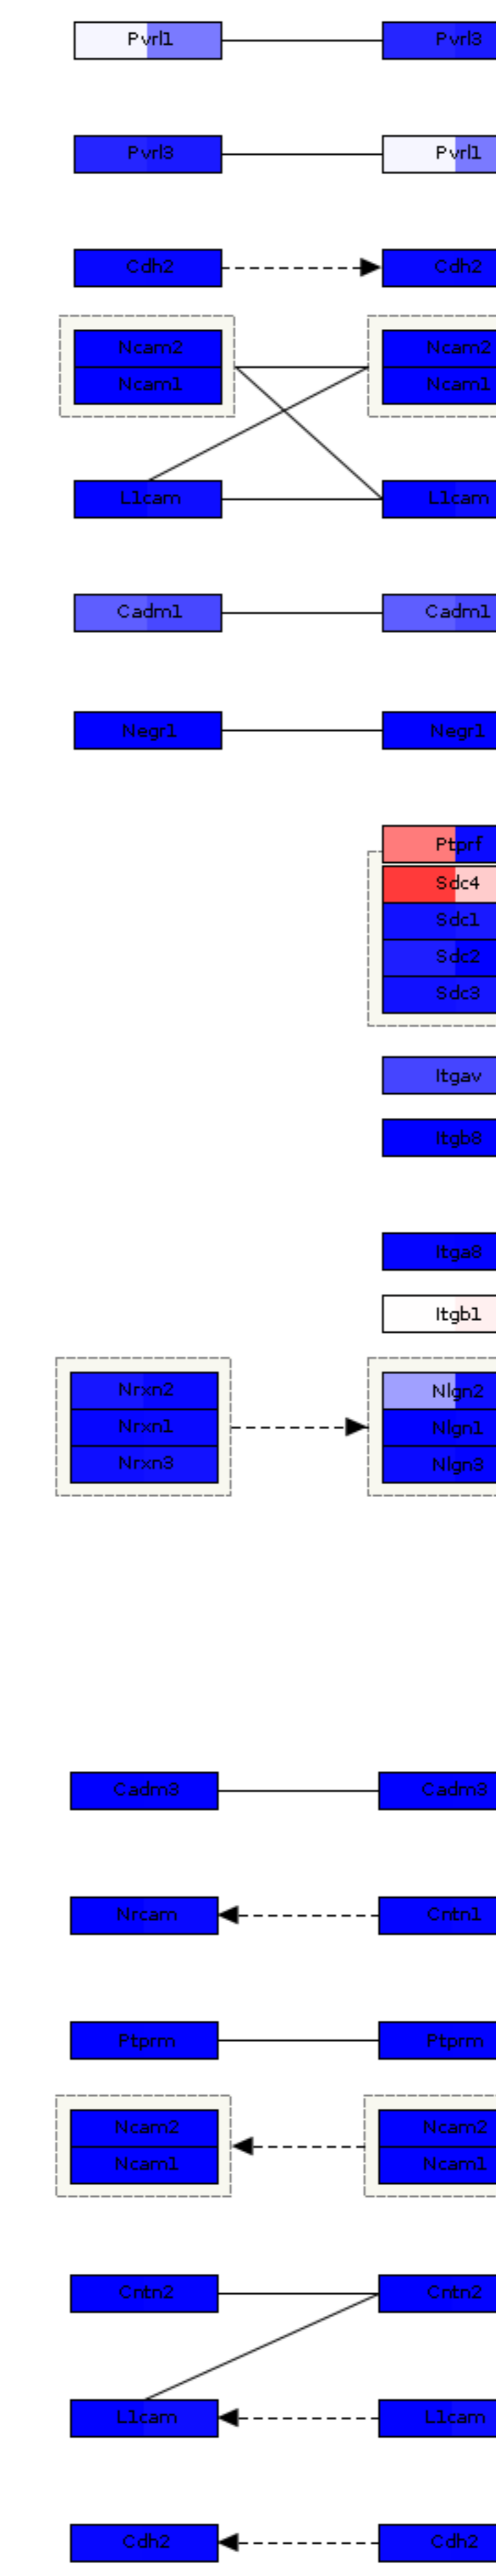 Pvrl1 Pvrl3
Pvrl3 Pvrl1
Cdh2 Cdh2
Ncam2 Ncam2
Ncam1 Ncam1
L1cam L1cam
Cadm1 Cadm1
Negr1 Negr1
Ptprf
Sdc4
Sdc1
Sdc2
Sdc3
Itgav
Itgb8
Itga8
Itgb1
Nrxn2 Nlgn2
Nrxn1 Nlgn1
Nrxn3 Nlgn3
Cadm3 Cadm3
Nrcam Cntn1
Ptprm Ptprm
Ncam2 Ncam2
Ncam1 Ncam1
Cntn2 Cntn2
L1cam L1cam
Cdh2 Cdh2